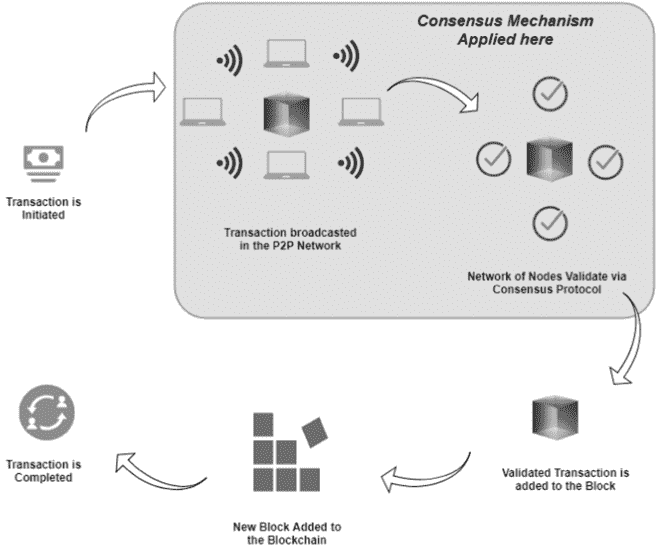 Consensus Mechanism
Applied here
Transaction is
Initiated
Transaction broadcasted
in the P2P Network
Network of Nodes Validate via
Consensus Protocol
Validated Transaction is
added to the Block
New Block Added to
the Blockchain
Transaction is
Completed